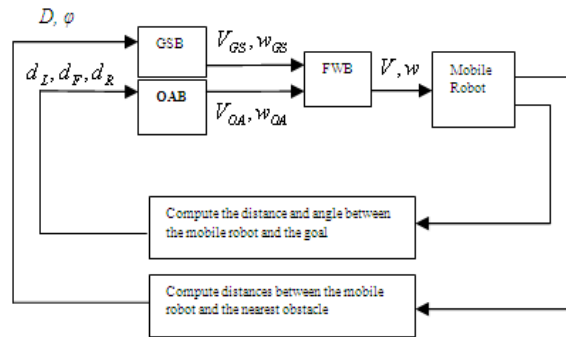 D, φ
GSB
V_GS, w_GS
d_L, d_F, d_R
OAB
V_OA, w_OA
FWB
V, w
Mobile
Robot
Compute the distance and angle between
the mobile robot and the goal
Compute distances between the mobile
robot and the nearest obstacle